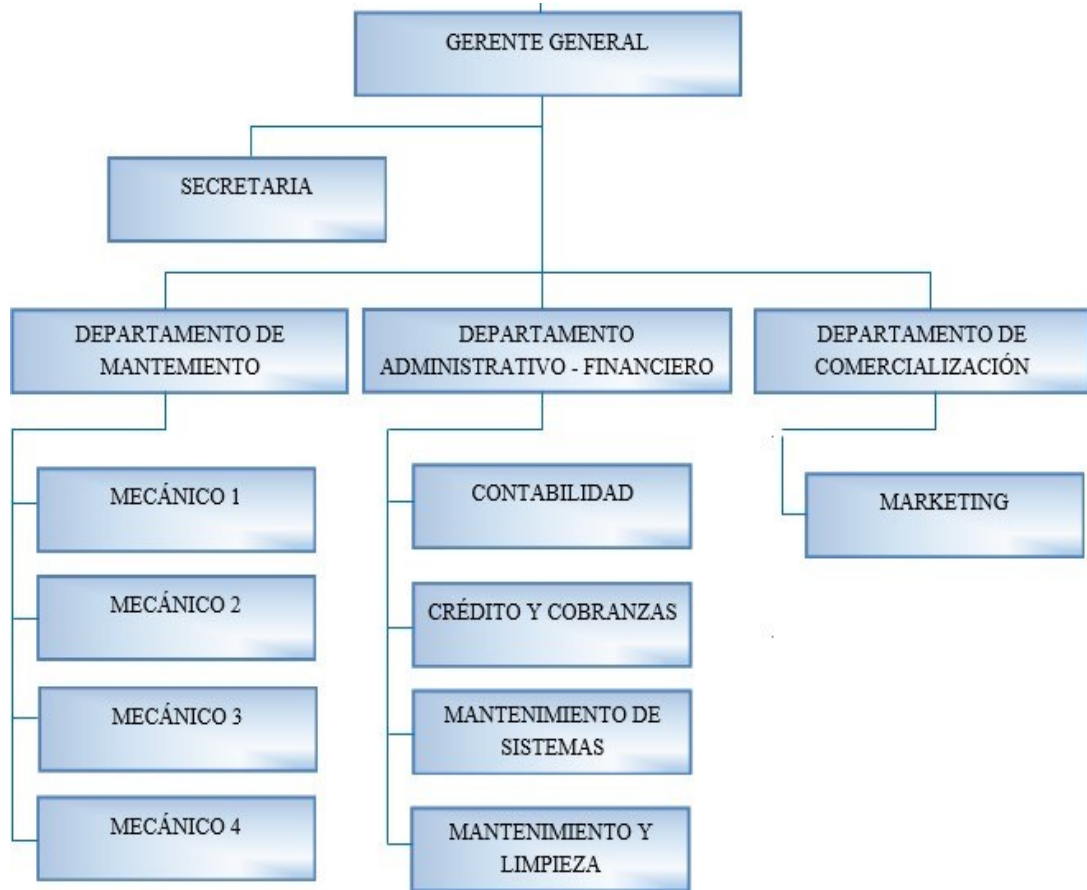 GERENTE GENERAL
SECRETARIA
DEPARTAMENTO DE
MANTEMIENTO
DEPARTAMENTO
ADMINISTRATIVO - FINANCIERO
DEPARTAMENTO DE
COMERCIALIZACIÓN
MECÁNICO 1
MECÁNICO 2
MECÁNICO 3
MECÁNICO 4
CONTABILIDAD
CRÉDITO Y COBRANZAS
MANTENIMIENTO DE
SISTEMAS
MANTENIMIENTO Y
LIMPIEZA
MARKETING